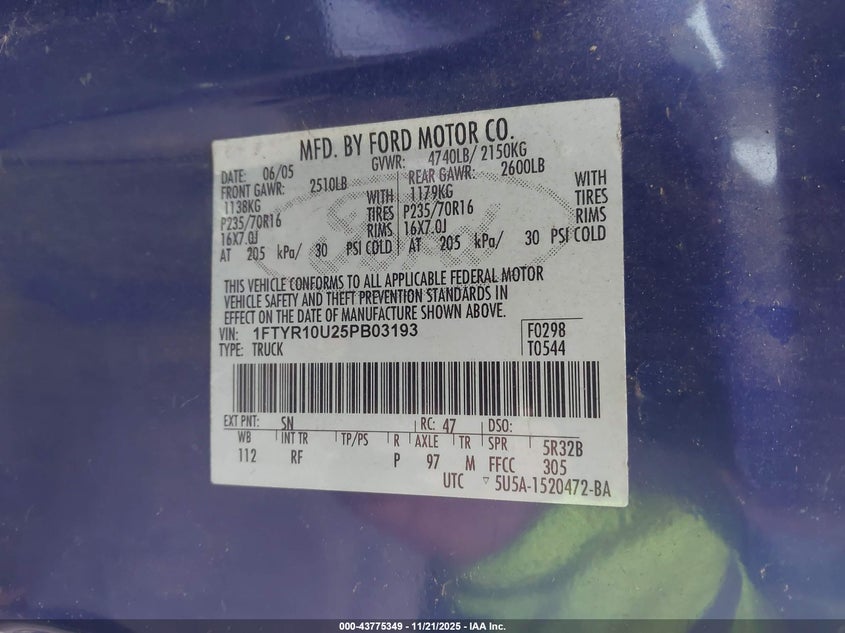 MFD. BY FORD MOTOR CO.
DATE: 06/05 GVWR: 4740LB/ 2150KG
FRONT GAWR: 2510LB REAR GAWR: 2600LB
1138KG WITH 1179KG WITH
P235/70R16 TIRES P235/70R16 TIRES
16X7.0J RIMS 16X7.0J RIMS
AT 205 kPa/ 30 PSI COLD AT 205 kPa/ 30 PSI COLD
THIS VEHICLE CONFORMS TO ALL APPLICABLE FEDERAL MOTOR
VEHICLE SAFETY AND THEFT PREVENTION STANDARDS IN
EFFECT ON THE DATE OF MANUFACTURE SHOWN ABOVE.
VIN: 1FTYR10U25PB03193 F0298
TYPE: TRUCK T0544
EXT PNT: SN RC: 47 DSO:
WB INT TR TP/PS R AXLE TR SPR 5R32B
112 RF P 97 M FFCC 305
UTC ▽ 5U5A-1520472-BA
000-43775349 - 11/21/2025 - IAA Inc.